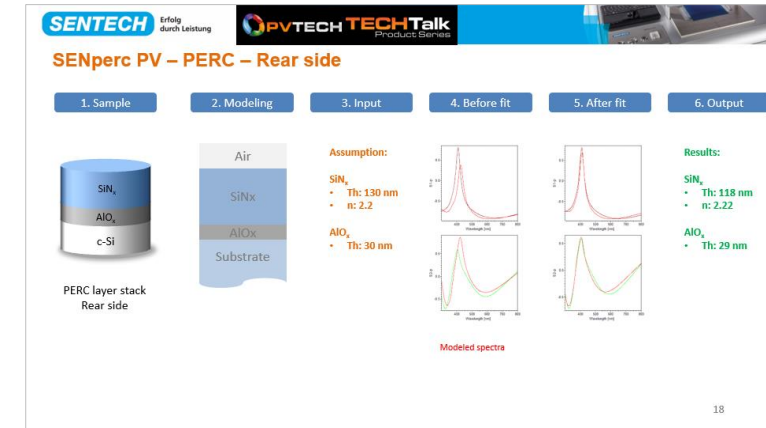 SENTECH
Erfolg
durch Leistung
PVTECH TECHTalk
Product Series
SENperc PV – PERC – Rear side
1. Sample
2. Modeling
3. Input
4. Before fit
5. After fit
6. Output
SiNₓ
AlOₓ
c-Si
PERC layer stack
Rear side
Air
SiNx
AlOx
Substrate
Assumption:
SiNₓ
• Th: 130 nm
• n: 2.2
AlOₓ
• Th: 30 nm
Modeled spectra
Results:
SiNₓ
• Th: 118 nm
• n: 2.22
AlOₓ
• Th: 29 nm
18